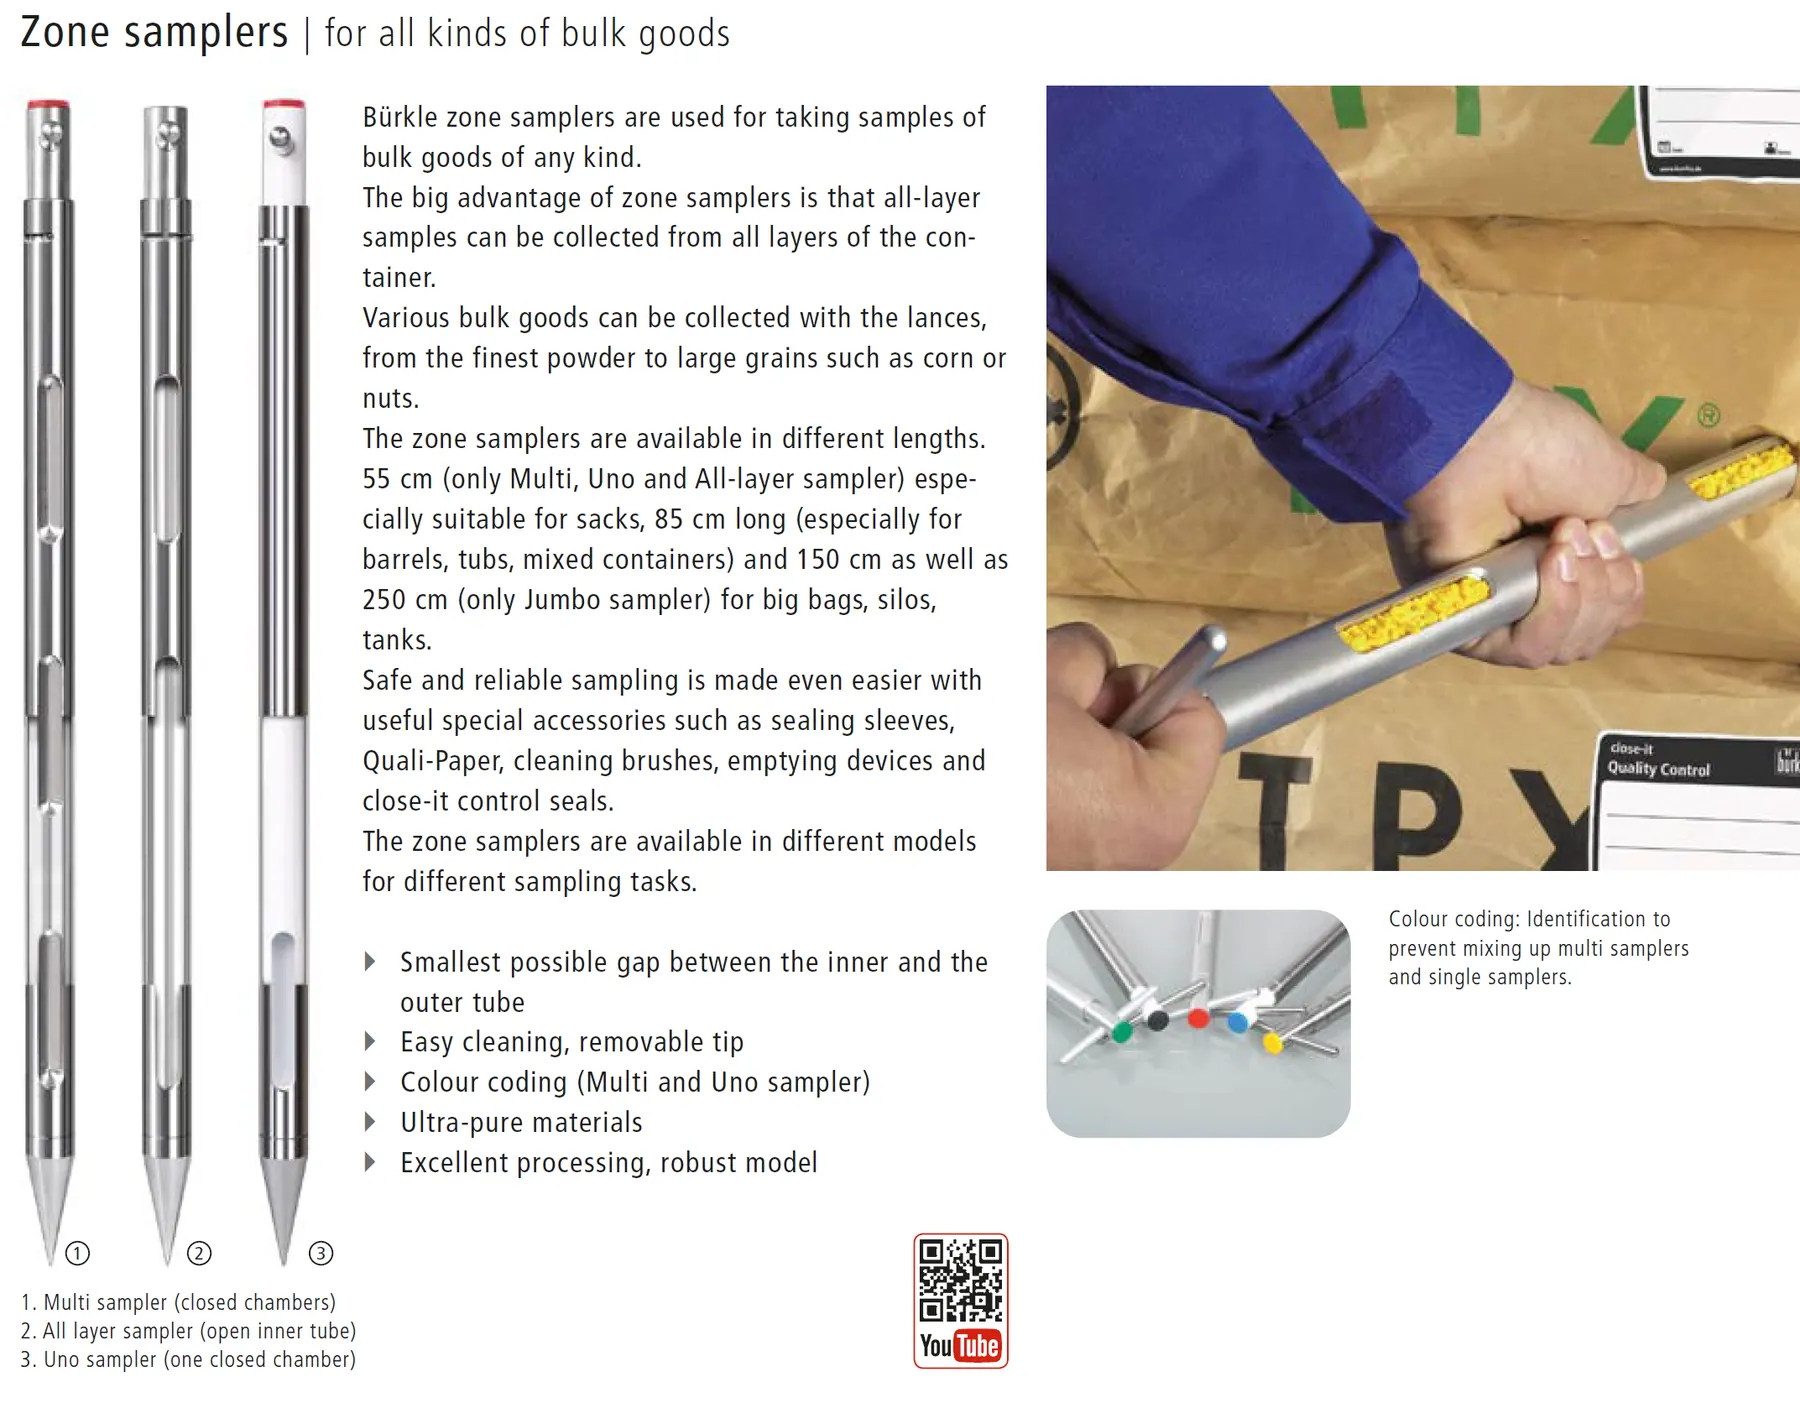 Zone samplers | for all kinds of bulk goods
Bürkle zone samplers are used for taking samples of
bulk goods of any kind.
The big advantage of zone samplers is that all-layer
samples can be collected from all layers of the con-
tainer.
Various bulk goods can be collected with the lances,
from the finest powder to large grains such as corn or
nuts.
The zone samplers are available in different lengths.
55 cm (only Multi, Uno and All-layer sampler) espe-
cially suitable for sacks, 85 cm long (especially for
barrels, tubs, mixed containers) and 150 cm as well as
250 cm (only Jumbo sampler) for big bags, silos,
tanks.
Safe and reliable sampling is made even easier with
useful special accessories such as sealing sleeves,
Quali-Paper, cleaning brushes, emptying devices and
close-it control seals.
The zone samplers are available in different models
for different sampling tasks.
Smallest possible gap between the inner and the
outer tube
Easy cleaning, removable tip
Colour coding (Multi and Uno sampler)
Ultra-pure materials
Excellent processing, robust model
1
2
3
1. Multi sampler (closed chambers)
2. All layer sampler (open inner tube)
3. Uno sampler (one closed chamber)
YouTube
®
close-it
Quality Control
TPX
Colour coding: Identification to
prevent mixing up multi samplers
and single samplers.